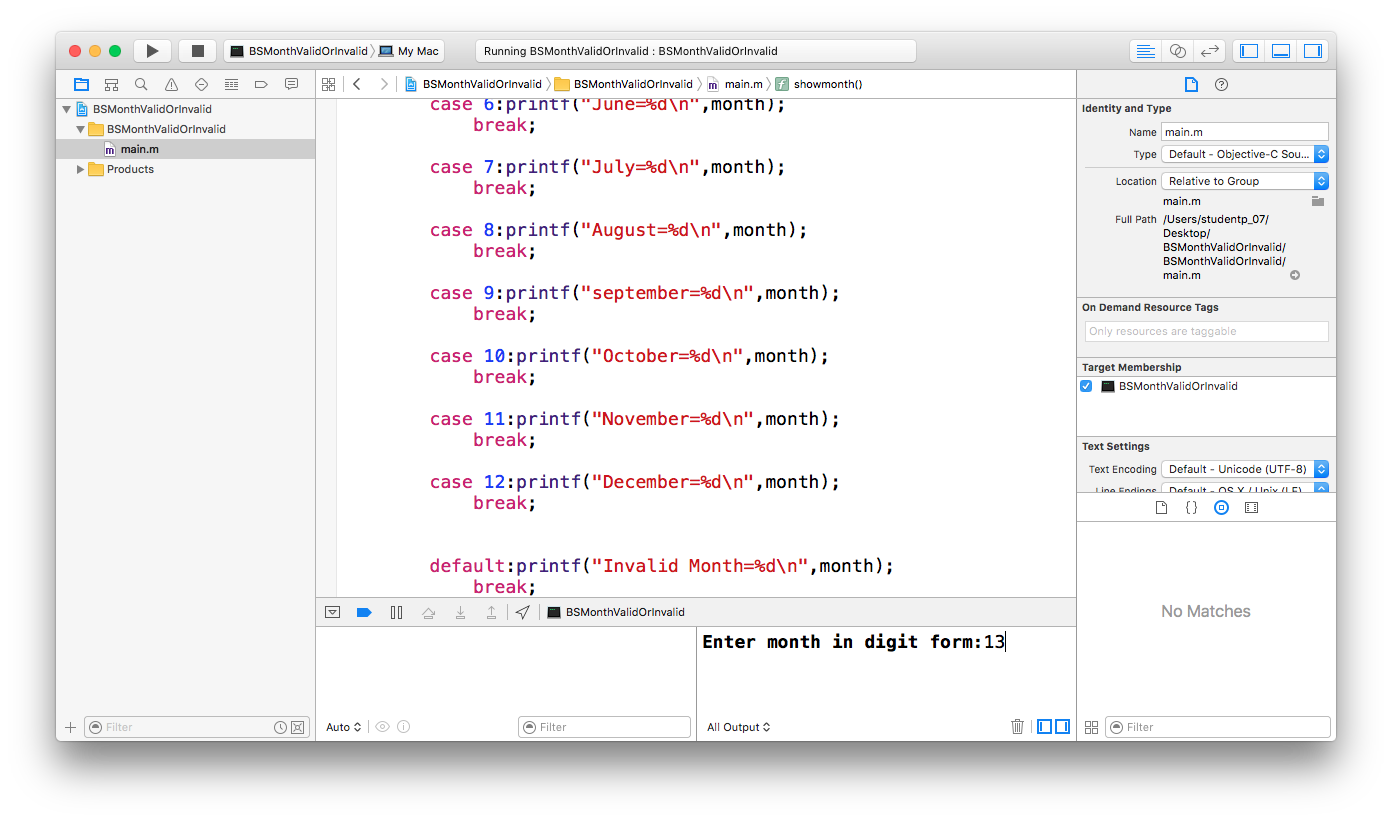 BSMonthValidOrInvalid
My Mac
Running BSMonthValidOrInvalid : BSMonthValidOrInvalid
BSMonthValidOrInvalid
BSMonthValidOrInvalid
main.m
Products
Filter
BSMonthValidOrInvalid
BSMonthValidOrInvalid
m main.m
f showmonth()
case 6:printf("June=%d\n",month);
break;
case 7:printf("July=%d\n",month);
break;
case 8:printf("August=%d\n",month);
break;
case 9:printf("september=%d\n",month);
break;
case 10:printf("October=%d\n",month);
break;
case 11:printf("November=%d\n",month);
break;
case 12:printf("December=%d\n",month);
break;
default:printf("Invalid Month=%d\n",month);
break;
BSMonthValidOrInvalid
Enter month in digit form:13
Auto
Filter
All Output
Identity and Type
Name main.m
Type Default - Objective-C Sou...
Location Relative to Group
main.m
Full Path /Users/studentp_07/
Desktop/
BSMonthValidOrInvalid/
BSMonthValidOrInvalid/
main.m
On Demand Resource Tags
Only resources are taggable
Target Membership
BSMonthValidOrInvalid
Text Settings
Text Encoding Default - Unicode (UTF-8)
Line Endings Default - OS X / Unix (LF)
No Matches
Filter